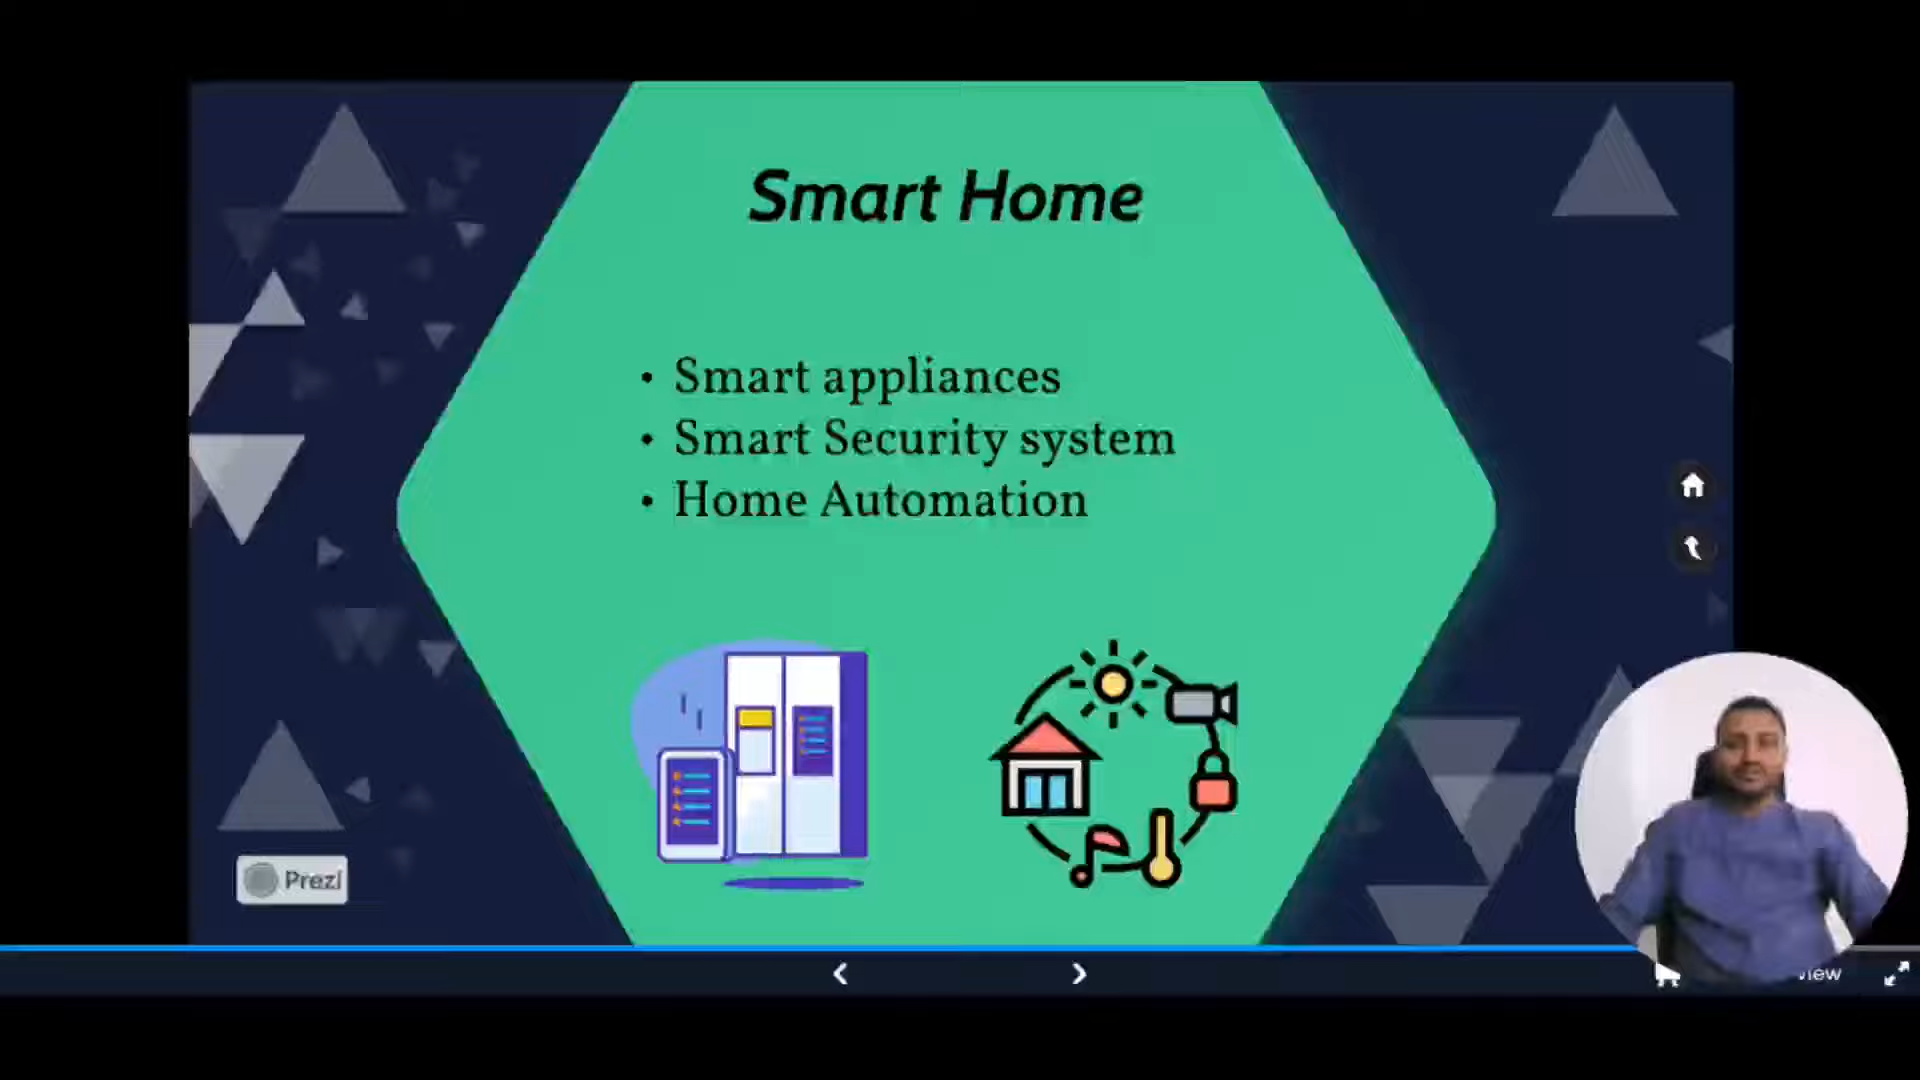 Smart Home
• Smart appliances
• Smart Security system
• Home Automation
Prezi